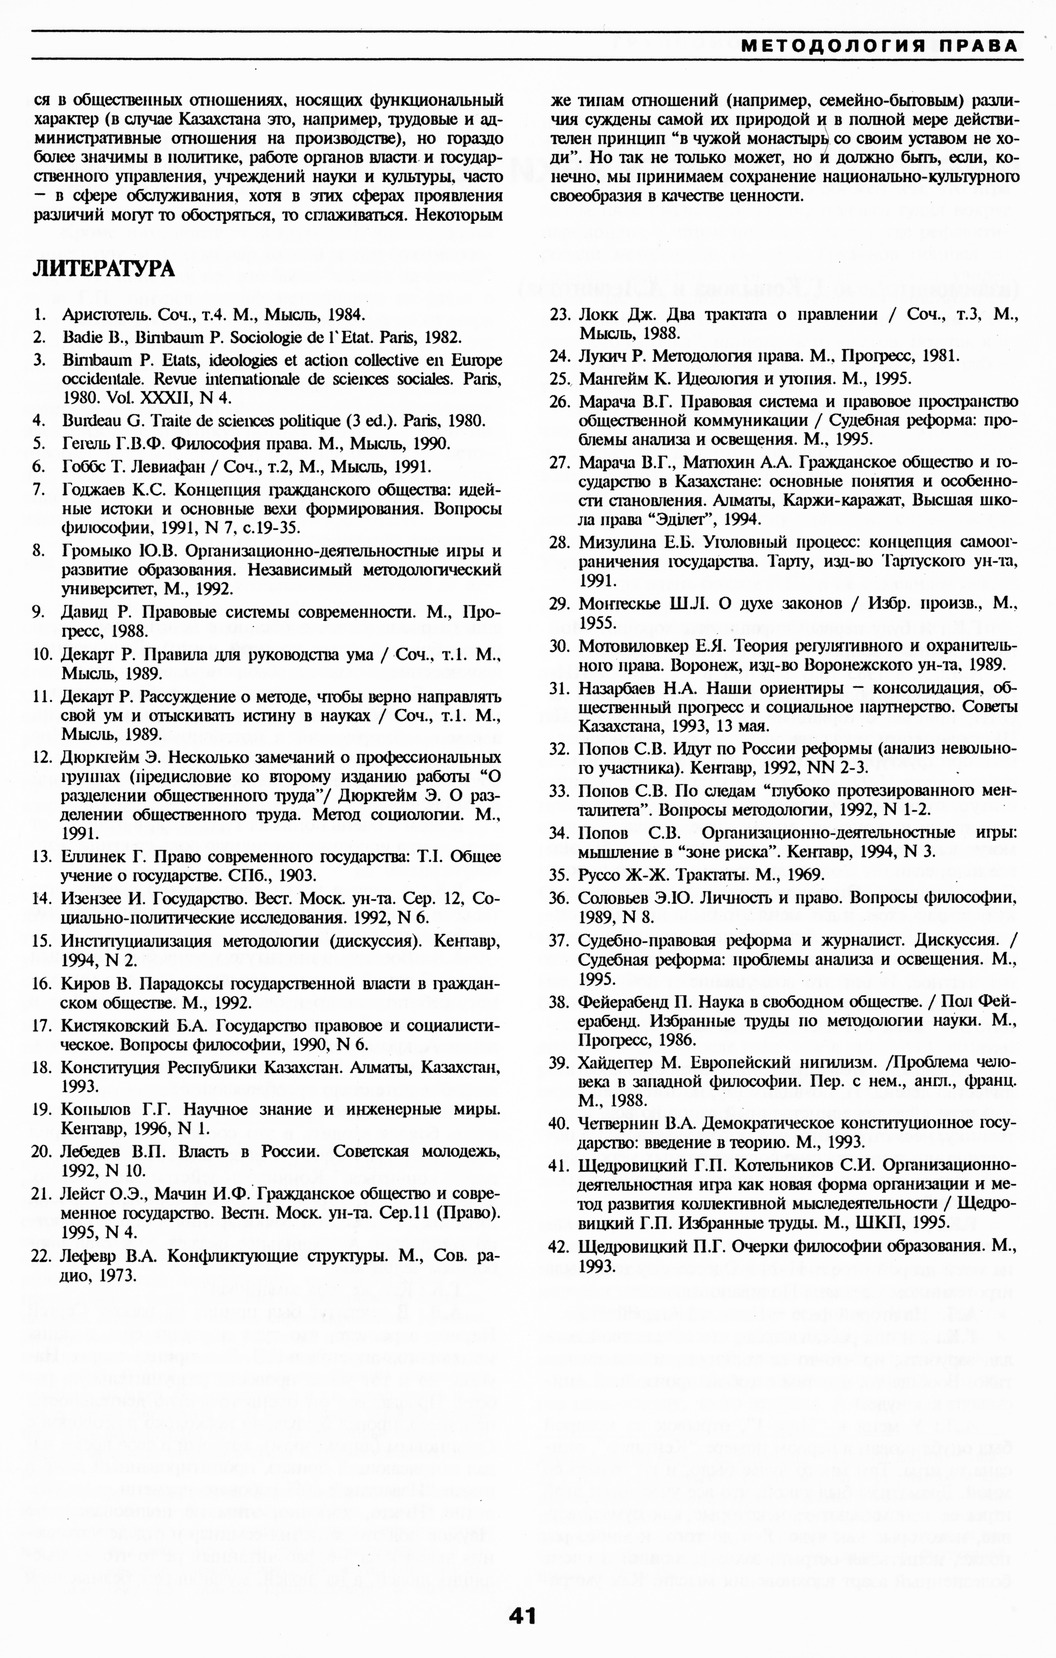 МЕТОДОЛОГИЯ ПРАВА
ся в общественных отношениях, носящих функциональный
характер (в случае Казахстана это, например, трудовые и ад-
министративные отношения на производстве), но гораздо
более значимы в политике, работе органов власти и государ-
ственного управления, учреждений науки и культуры, часто
— в сфере обслуживания, хотя в этих сферах проявления
различий могут то обостряться, то сглаживаться. Некоторым
же типам отношений (например, семейно-бытовым) разли-
чия суждены самой их природой и в полной мере действи-
телен принцип “в чужой монастырь со своим уставом не хо-
ди”. Но так не только может, но и должно быть, если, ко-
нечно, мы принимаем сохранение национально-культурного
своеобразия в качестве ценности.
ЛИТЕРАТУРА
1. Аристотель. Соч., т.4. М., Мысль, 1984.
2. Badie B., Birnbaum P. Sociologie de l'Etat. Paris, 1982.
3. Birnbaum P. Etats, ideologies et action collective en Europe
occidentale. Revue internationale de sciences sociales. Paris,
1980. Vol. XXXII, N 4.
4. Burdeau G. Traite de sciences politique (3 ed.). Paris, 1980.
5. Гегель Г.В.Ф. Философия права. М., Мысль, 1990.
6. Гоббс Т. Левиафан / Соч., т.2, М., Мысль, 1991.
7. Годжаев К.С. Концепция гражданского общества: идей-
ные истоки и основные вехи формирования. Вопросы
философии, 1991, N 7, с.19-35.
8. Громыко Ю.В. Организационно-деятельностные игры и
развитие образования. Независимый методологический
университет, М., 1992.
9. Давид Р. Правовые системы современности. М., Про-
гресс, 1988.
10. Декарт Р. Правила для руководства ума / Соч., т.1. М.,
Мысль, 1989.
11. Декарт Р. Рассуждение о методе, чтобы верно направлять
свой ум и отыскивать истину в науках / Соч., т.1. М.,
Мысль, 1989.
12. Дюркгейм Э. Несколько замечаний о профессиональных
группах (предисловие ко второму изданию работы “О
разделении общественного труда”/ Дюркгейм Э. О раз-
делении общественного труда. Метод социологии. М.,
1991.
13. Еллинек Г. Право современного государства: Т.I. Общее
учение о государстве. СПб., 1903.
14. Изензее И. Государство. Вест. Моск. ун-та. Сер. 12, Со-
циально-политические исследования. 1992, N 6.
15. Институциализация методологии (дискуссия). Кентавр,
1994, N 2.
16. Киров В. Парадоксы государственной власти в граждан-
ском обществе. М., 1992.
17. Кистяковский Б.А. Государство правовое и социалисти-
ческое. Вопросы философии, 1990, N 6.
18. Конституция Республики Казахстан. Алматы, Казахстан,
1993.
19. Копылов Г.Г. Научное знание и инженерные миры.
Кентавр, 1996, N 1.
20. Лебедев В.П. Власть в России. Советская молодежь,
1992, N 10.
21. Лейст О.Э., Мачин И.Ф. Гражданское общество и совре-
менное государство. Вестн. Моск. ун-та. Сер.11 (Право).
1995, N 4.
22. Лефевр В.А. Конфликтующие структуры. М., Сов. ра-
дио, 1973.
23. Локк Дж. Два трактата о правлении / Соч., т.3, М.,
Мысль, 1988.
24. Лукич Р. Методология права. М., Прогресс, 1981.
25. Мангейм К. Идеология и утопия. М., 1995.
26. Марача В.Г. Правовая система и правовое пространство
общественной коммуникации / Судебная реформа: про-
блемы анализа и освещения. М., 1995.
27. Марача В.Г., Матюхин А.А. Гражданское общество и го-
сударство в Казахстане: основные понятия и особенно-
сти становления. Алматы, Каржи-каражат, Высшая шко-
ла права “Эділет”, 1994.
28. Мизулина Е.Б. Уголовный процесс: концепция самоог-
раничения государства. Тарту, изд-во Тартуского ун-та,
1991.
29. Монтескье Ш.Л. О духе законов / Избр. произв., М.,
1955.
30. Мотовиловкер Е.Я. Теория регулятивного и охранитель-
ного права. Воронеж, изд-во Воронежского ун-та, 1989.
31. Назарбаев Н.А. Наши ориентиры — консолидация, об-
щественный прогресс и социальное партнерство. Советы
Казахстана, 1993, 13 мая.
32. Попов С.В. Идут по России реформы (анализ невольно-
го участника). Кентавр, 1992, NN 2-3.
33. Попов С.В. По следам “глубоко протезированного мен-
талитета”. Вопросы методологии, 1992, N 1-2.
34. Попов С.В. Организационно-деятельностные игры:
мышление в “зоне риска”. Кентавр, 1994, N 3.
35. Руссо Ж-Ж. Трактаты. М., 1969.
36. Соловьев Э.Ю. Личность и право. Вопросы философии,
1989, N 8.
37. Судебно-правовая реформа и журналист. Дискуссия. /
Судебная реформа: проблемы анализа и освещения. М.,
1995.
38. Фейерабенд П. Наука в свободном обществе. / Пол Фей-
ерабенд. Избранные труды по методологии науки. М.,
Прогресс, 1986.
39. Хайдеггер М. Европейский нигилизм. /Проблема чело-
века в западной философии. Пер. с нем., англ., франц.
М., 1988.
40. Четвернин В.А. Демократическое конституционное госу-
дарство: введение в теорию. М., 1993.
41. Щедровицкий Г.П. Котельников С.И. Организационно-
деятельностная игра как новая форма организации и ме-
тод развития коллективной мыследеятельности / Щедро-
вицкий Г.П. Избранные труды. М., ШКП, 1995.
42. Щедровицкий П.Г. Очерки философии образования. М.,
1993.
41